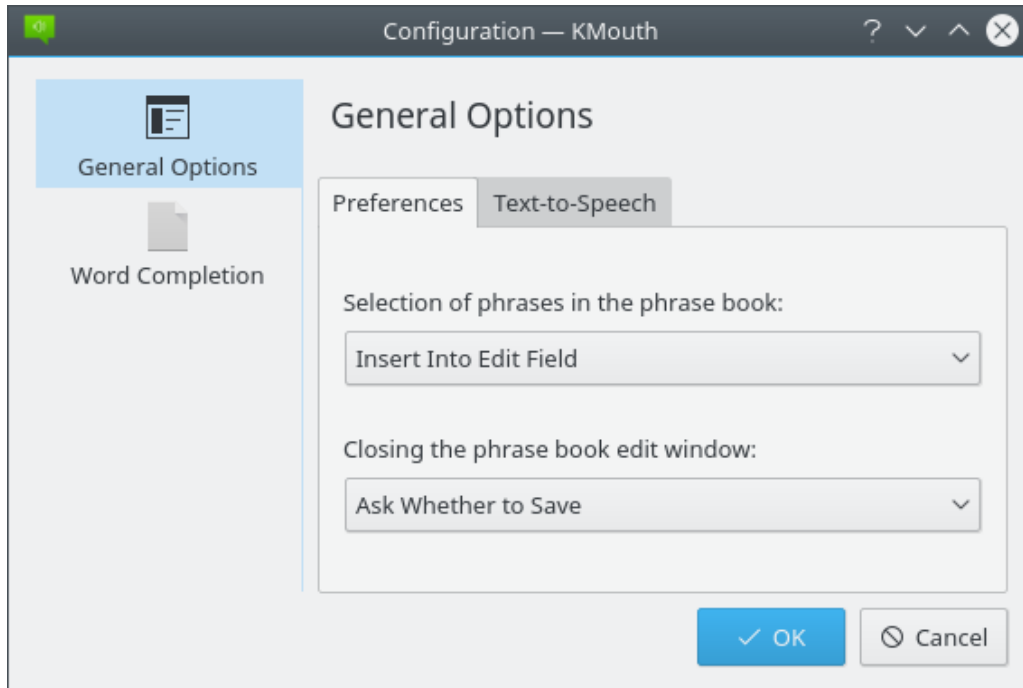 Configuration — KMouth
General Options
Word Completion
General Options
Preferences
Text-to-Speech
Selection of phrases in the phrase book:
Insert Into Edit Field
Closing the phrase book edit window:
Ask Whether to Save
OK
Cancel